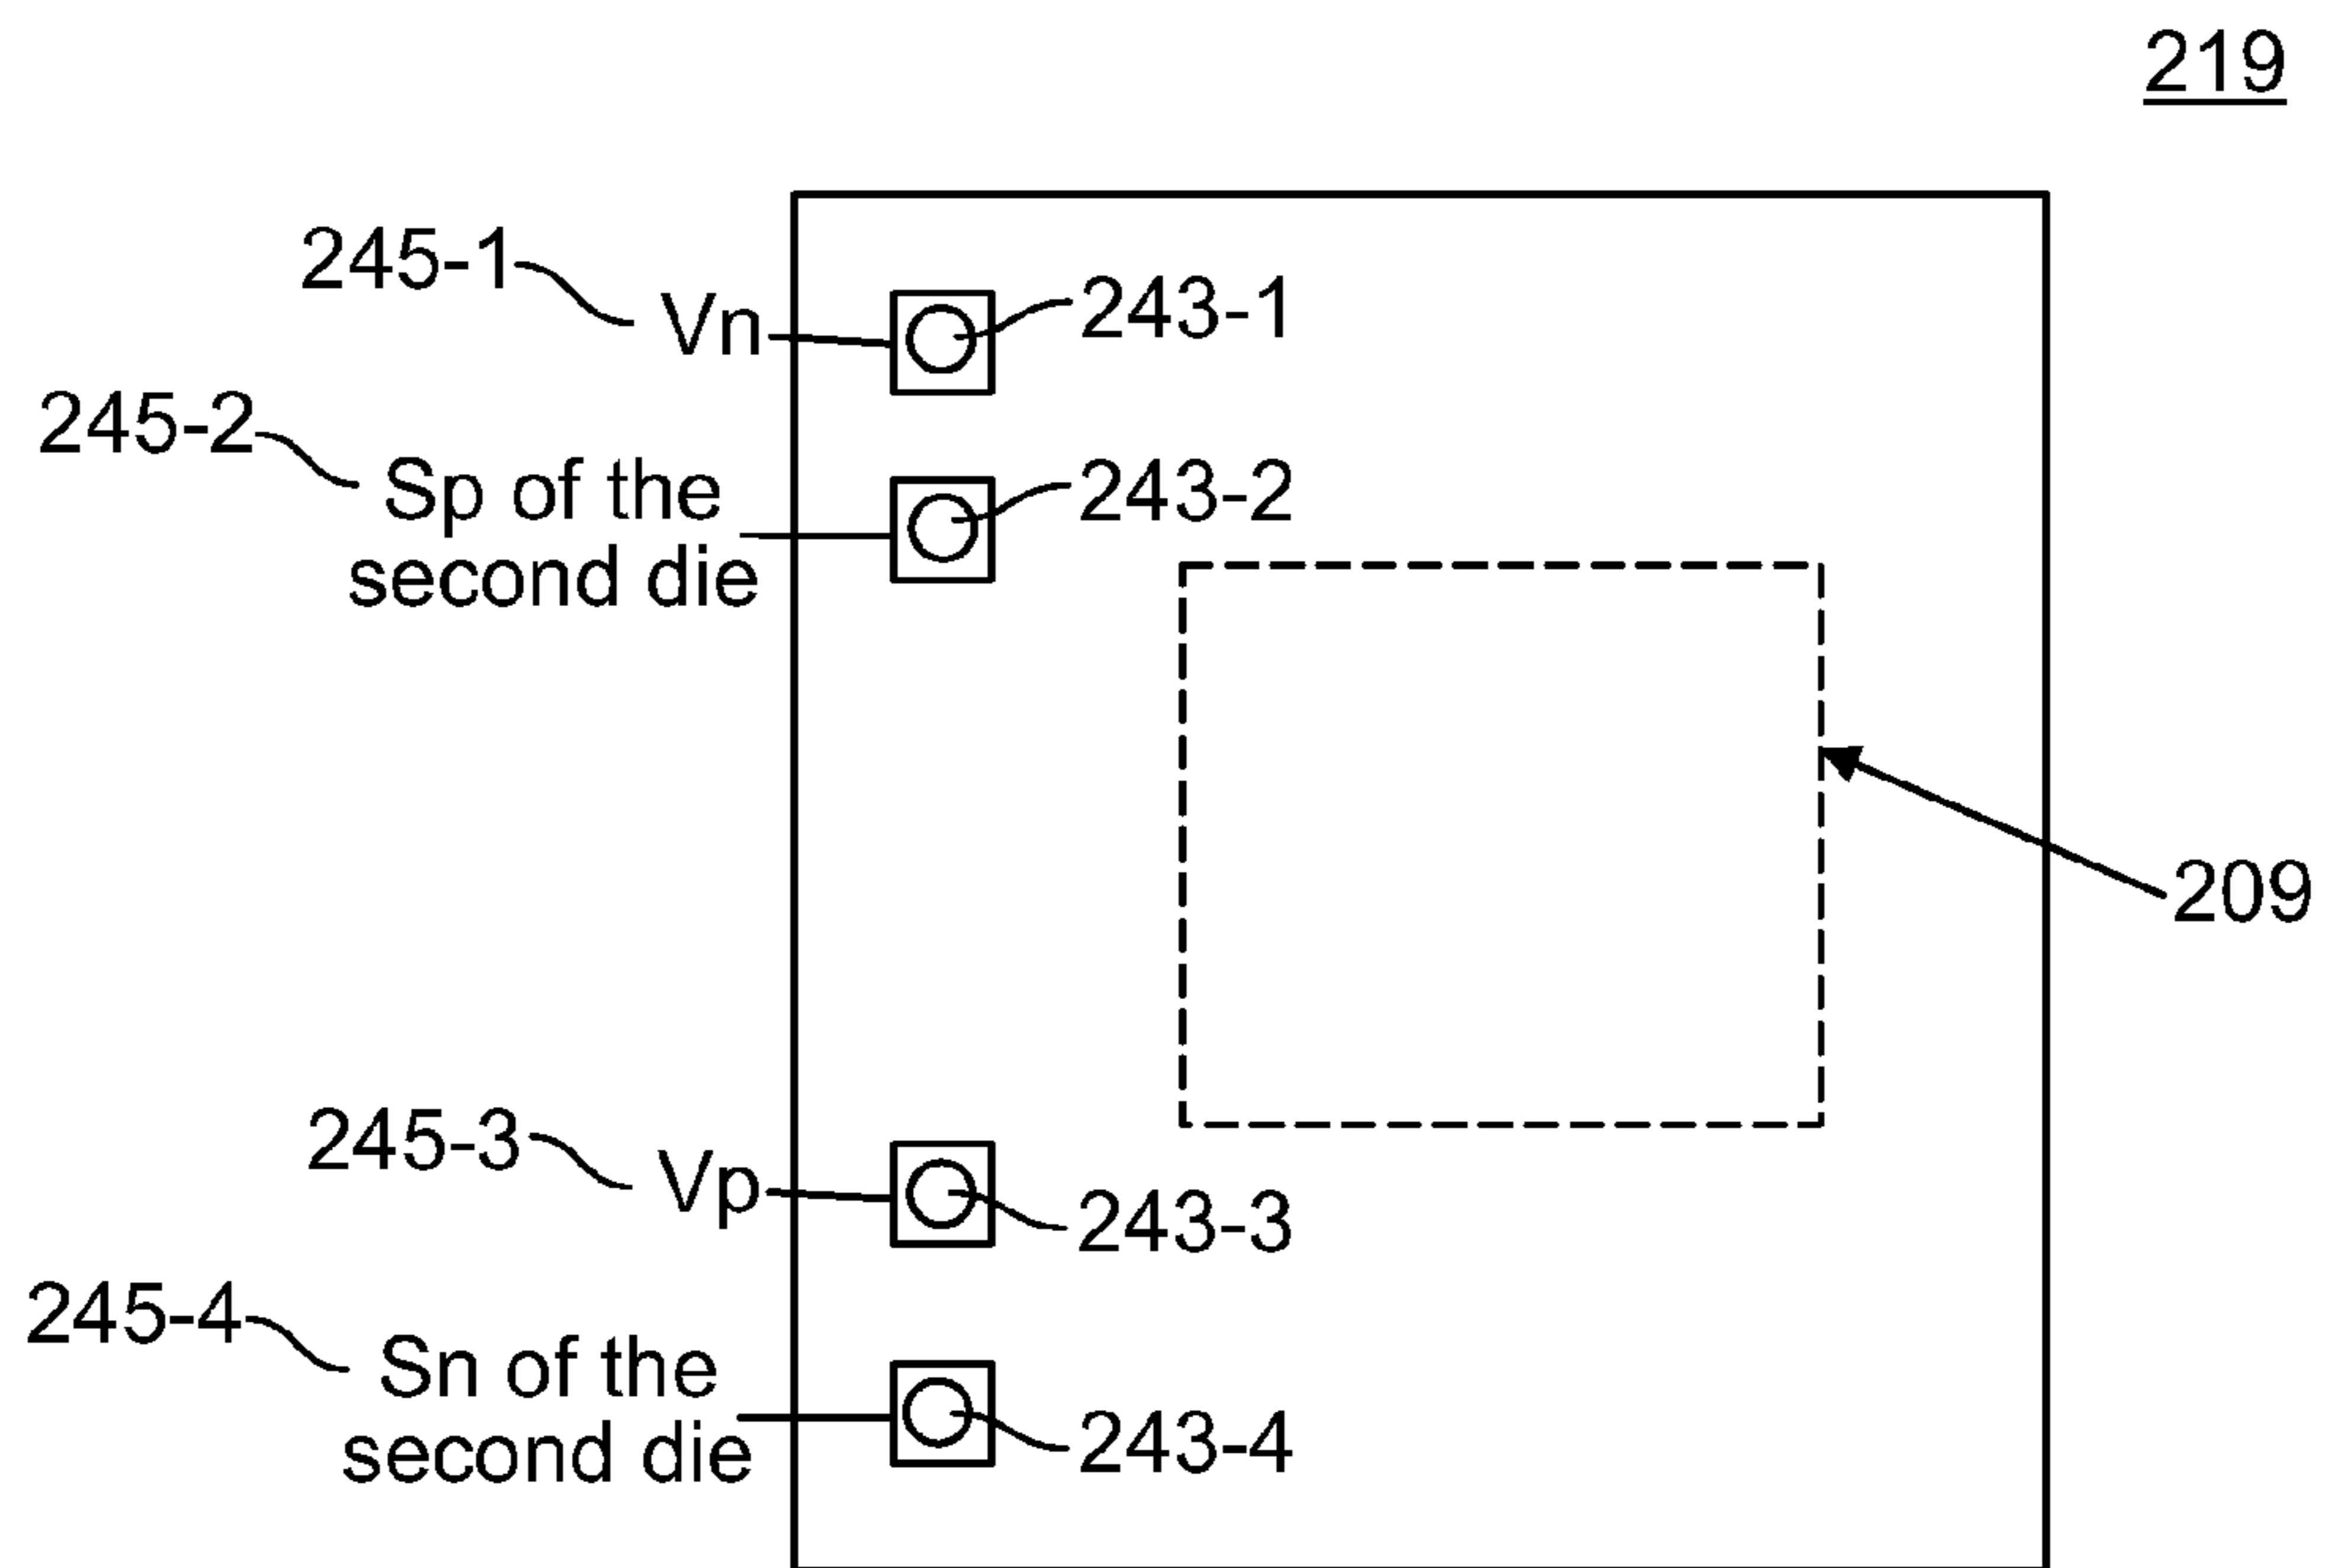 219
245-1
Vn
243-1
245-2
Sp of the
second die
243-2
209
245-3
Vp
243-3
245-4
Sn of the
second die
243-4